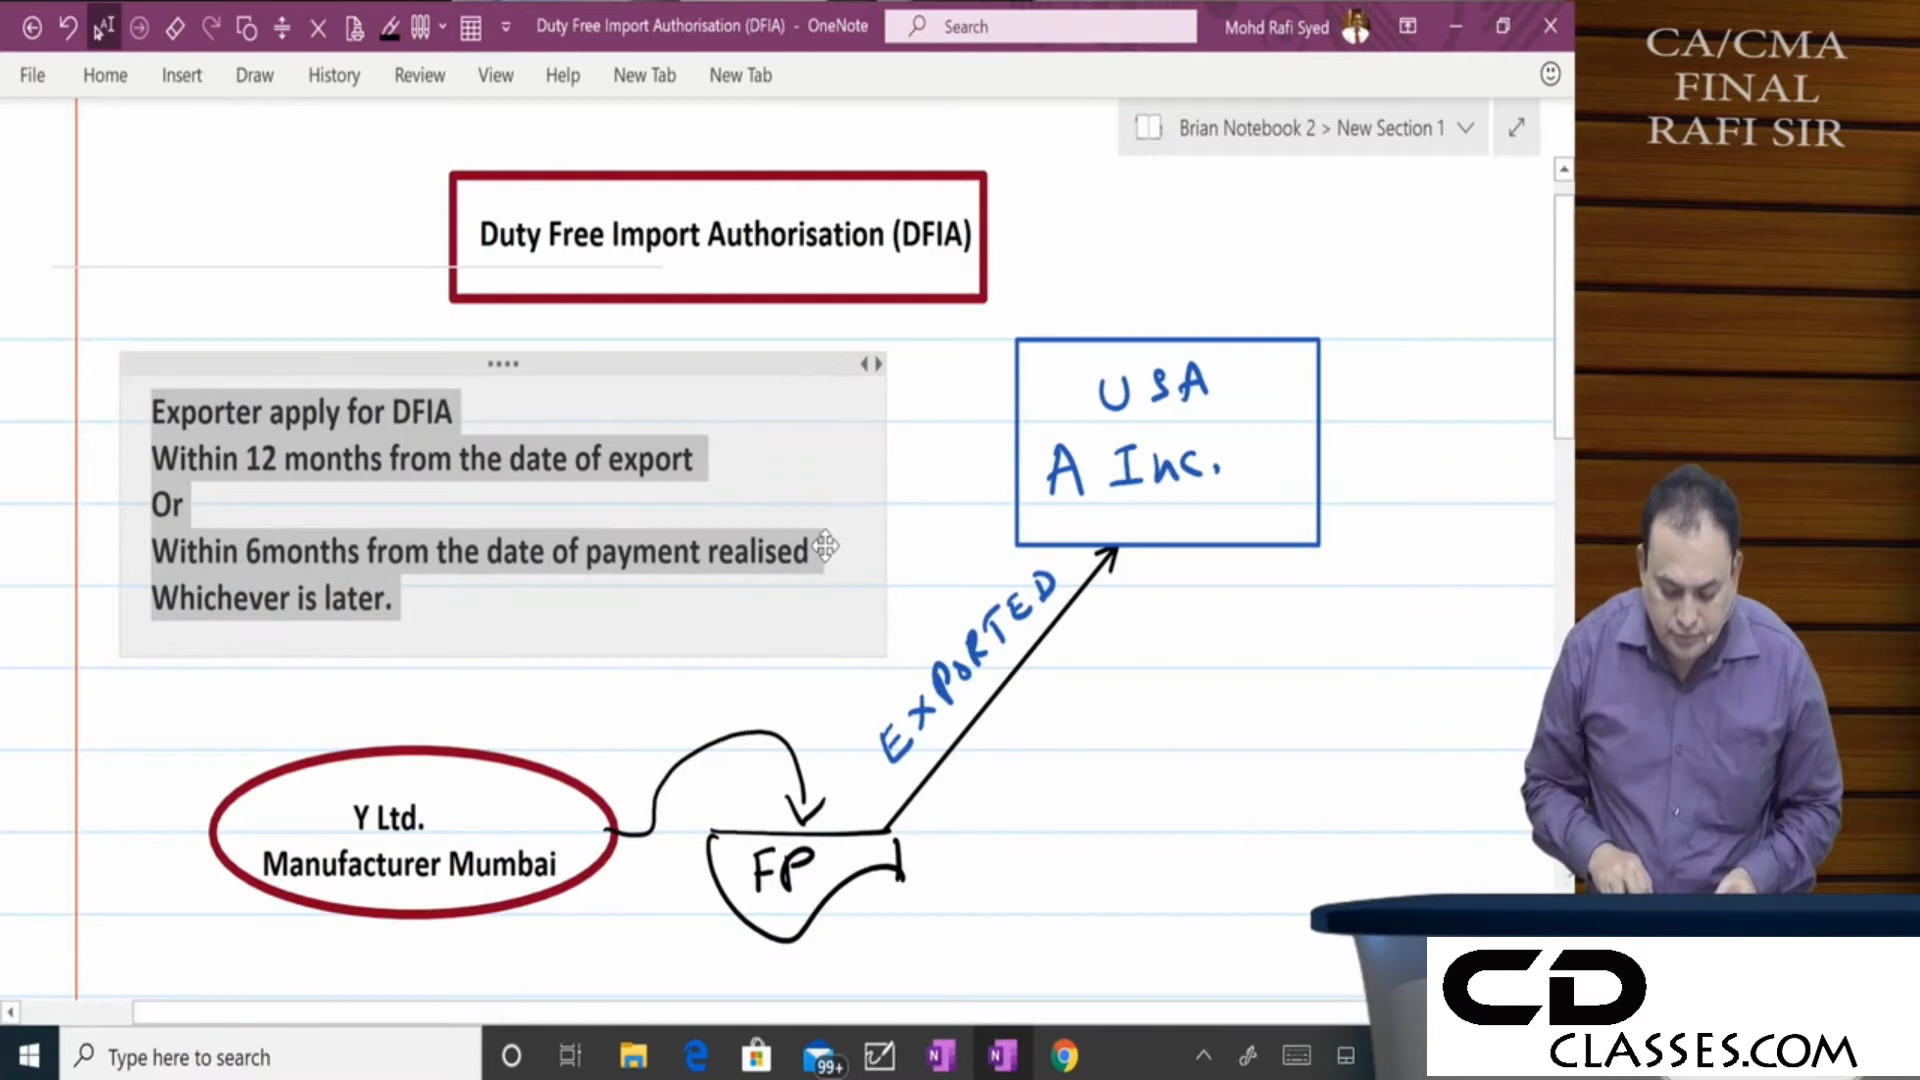 Duty Free Import Authorisation (DFIA) - OneNote
Search
Mohd Rafi Syed
File Home Insert Draw History Review View Help New Tab New Tab
Brian Notebook 2 > New Section 1
CA/CMA
FINAL
RAFI SIR
Duty Free Import Authorisation (DFIA)
Exporter apply for DFIA
Within 12 months from the date of export
Or
Within 6months from the date of payment realised
Whichever is later.
USA
A Inc.
EXPORTED
Y Ltd.
Manufacturer Mumbai
FP
Type here to search
99+
CD
CLASSES.COM